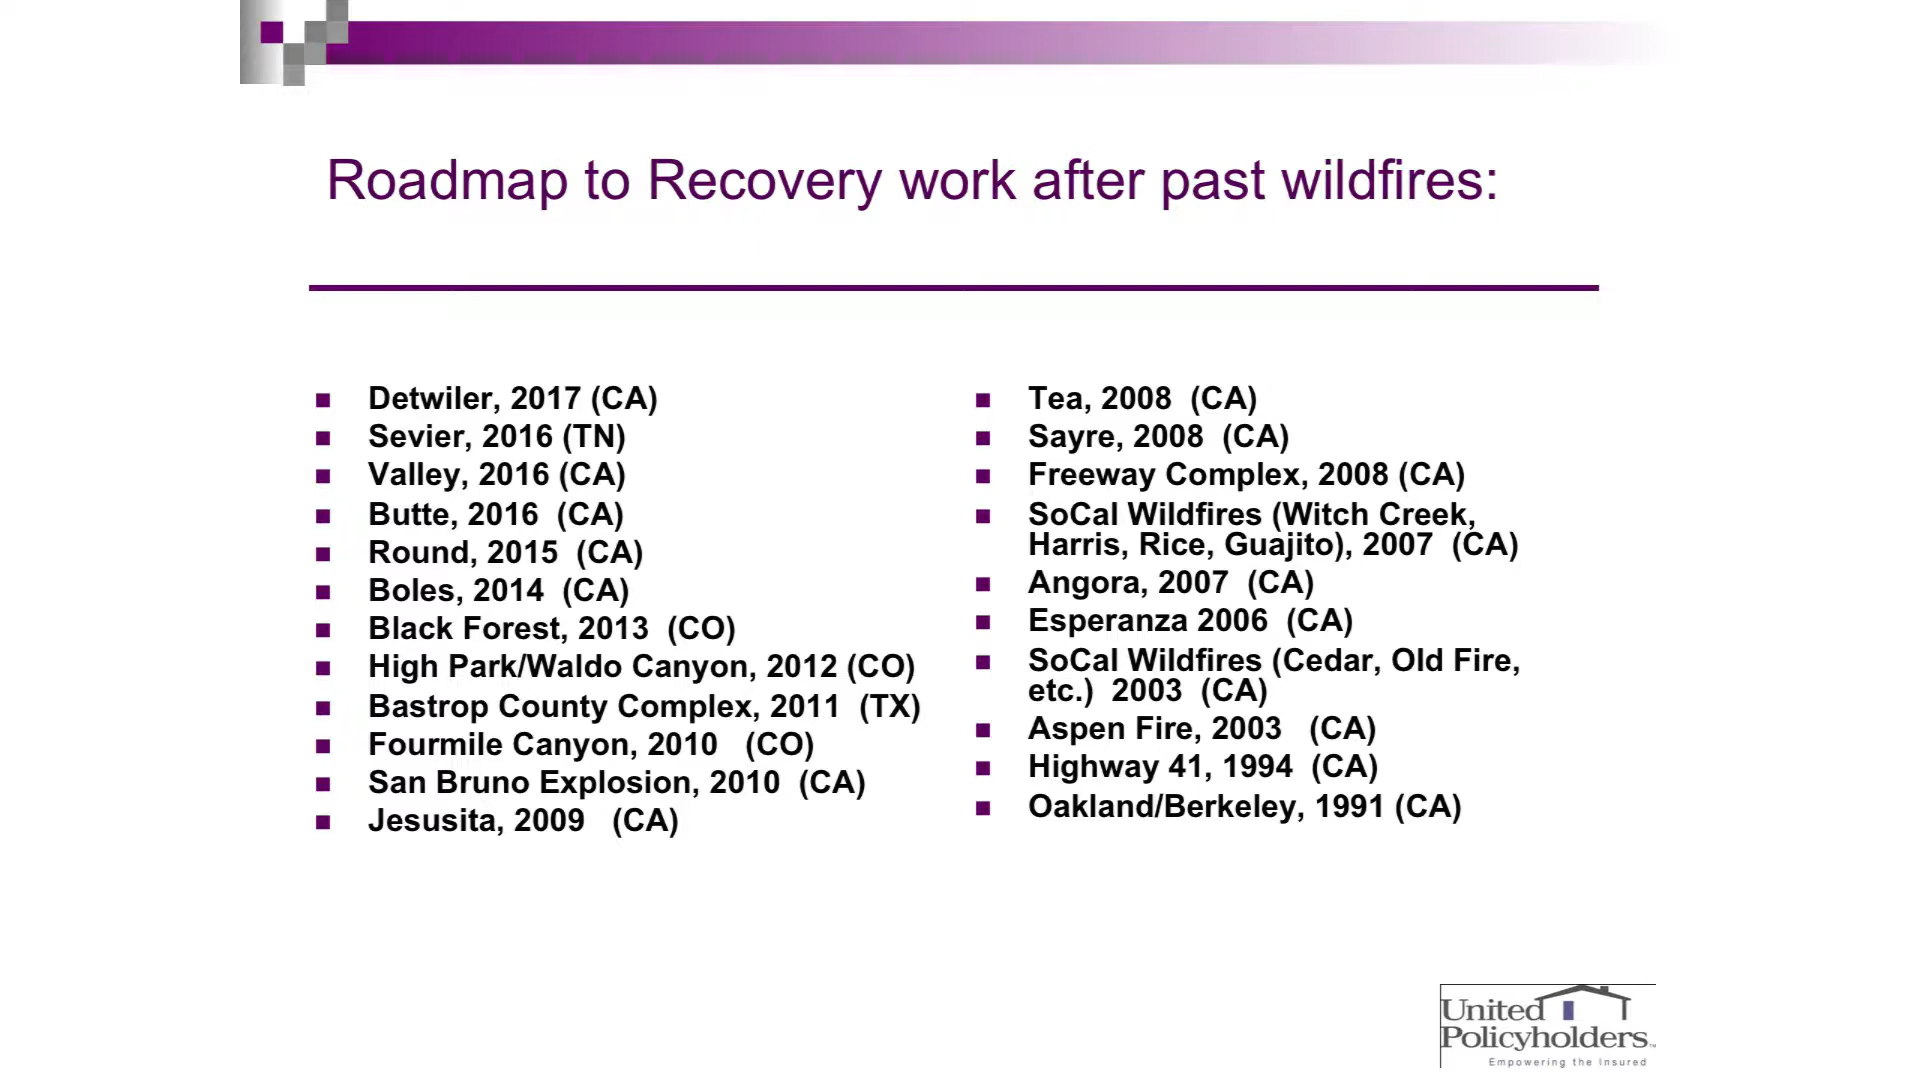 Roadmap to Recovery work after past wildfires:
Detwiler, 2017 (CA)
Sevier, 2016 (TN)
Valley, 2016 (CA)
Butte, 2016 (CA)
Round, 2015 (CA)
Boles, 2014 (CA)
Black Forest, 2013 (CO)
High Park/Waldo Canyon, 2012 (CO)
Bastrop County Complex, 2011 (TX)
Fourmile Canyon, 2010 (CO)
San Bruno Explosion, 2010 (CA)
Jesusita, 2009 (CA)
Tea, 2008 (CA)
Sayre, 2008 (CA)
Freeway Complex, 2008 (CA)
SoCal Wildfires (Witch Creek,
Harris, Rice, Guajito), 2007 (CA)
Angora, 2007 (CA)
Esperanza 2006 (CA)
SoCal Wildfires (Cedar, Old Fire,
etc.) 2003 (CA)
Aspen Fire, 2003 (CA)
Highway 41, 1994 (CA)
Oakland/Berkeley, 1991 (CA)
United
Policyholders
Empowering the Insured